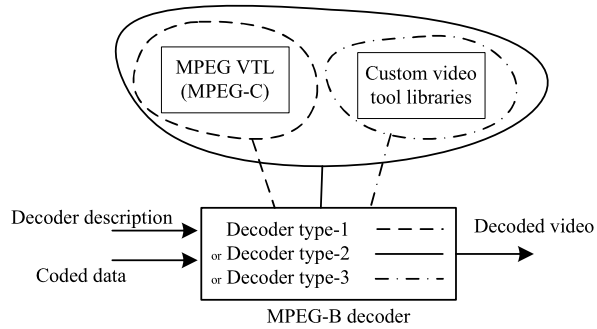 MPEG VTL
(MPEG-C)
Custom video
tool libraries
Decoder description
Coded data
Decoder type-1
or Decoder type-2
or Decoder type-3
Decoded video
MPEG-B decoder